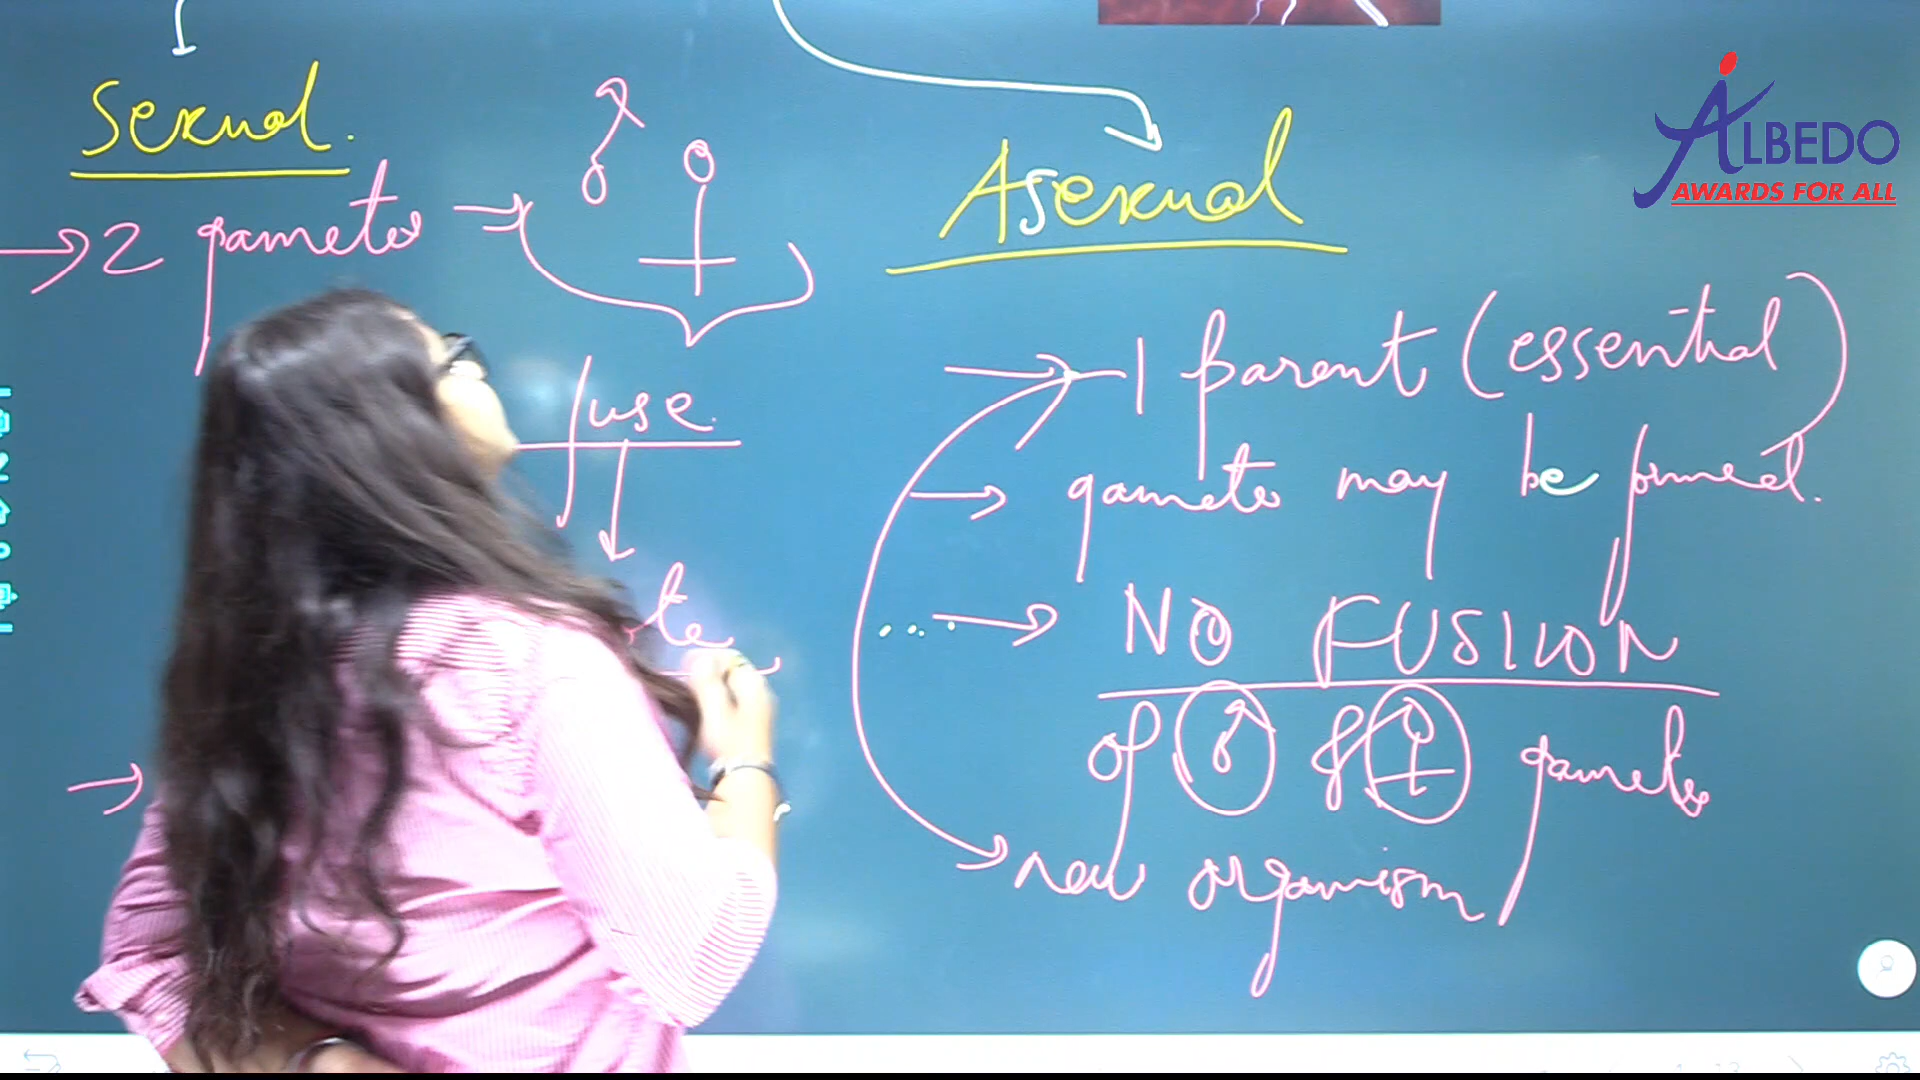 Sexual.
→ 2 gametes → ♂ ♀
fuse.
te
Asexual
→ 1 parent (essential)
→ gametes may be formed.
... → NO FUSION
of ♂ & ♀ gametes
→ new organism
ALBEDO
AWARDS FOR ALL